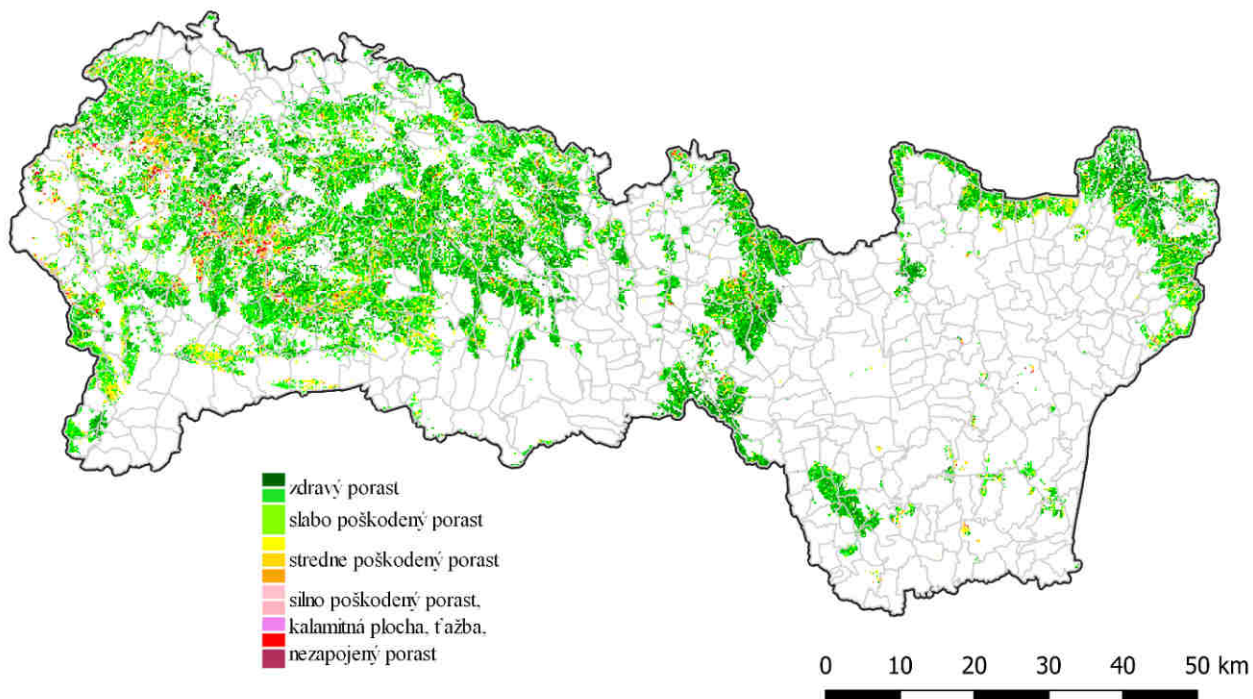 zdravý porast
slabo poškodený porast
stredne poškodený porast
silno poškodený porast,
kalamitná plocha, ťažba,
nezapojený porast
0 10 20 30 40 50 km